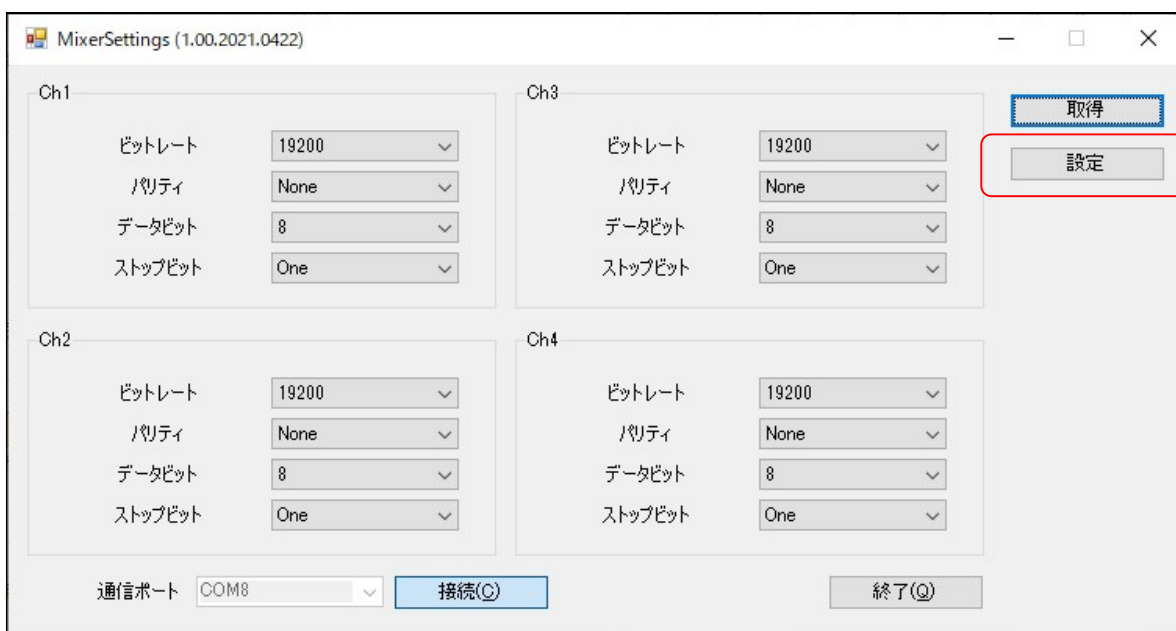 MixerSettings (1.00.2021.0422)
Ch1
ビットレート 19200
パリティ None
データビット 8
ストップビット One
Ch3
ビットレート 19200
パリティ None
データビット 8
ストップビット One
取得
設定
Ch2
ビットレート 19200
パリティ None
データビット 8
ストップビット One
Ch4
ビットレート 19200
パリティ None
データビット 8
ストップビット One
通信ポート COM8 接続(C) 終了(Q)